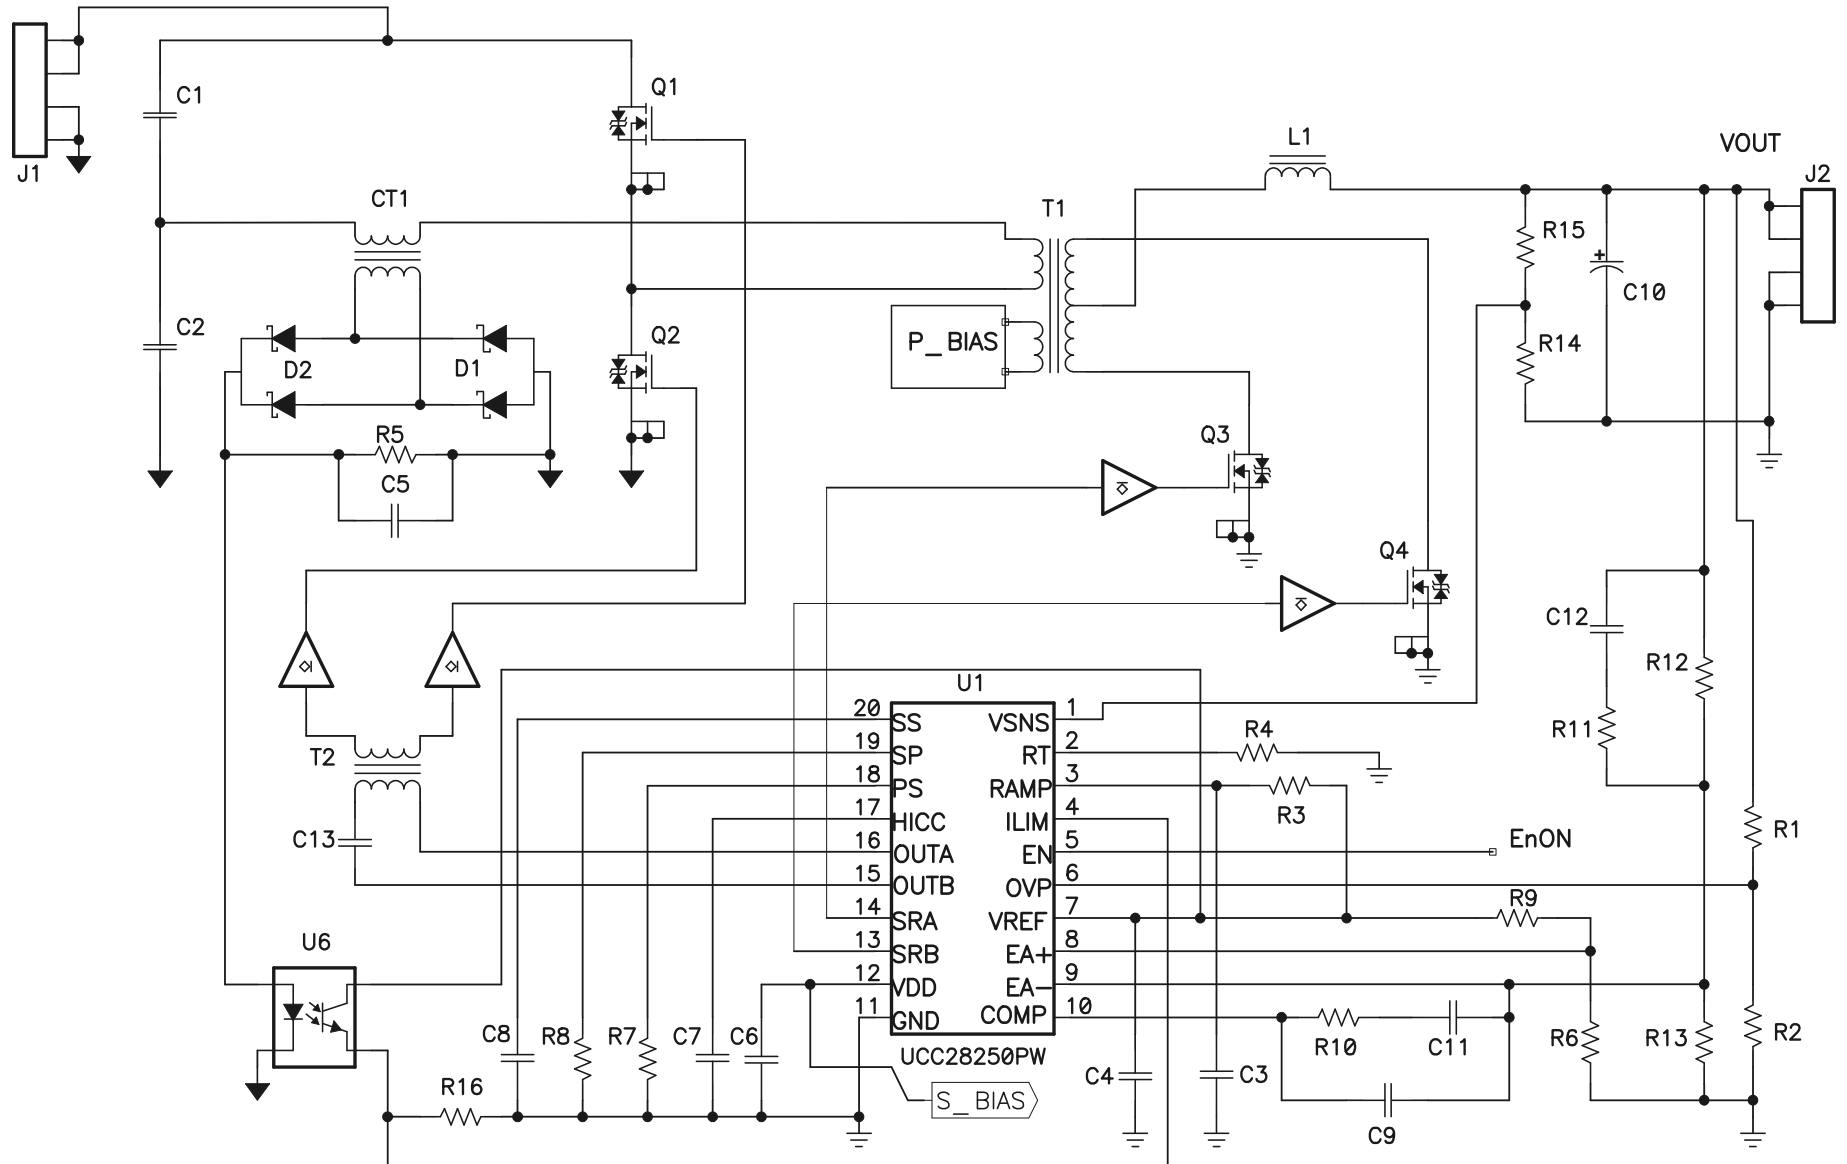 J1
C1
Q1
CT1
T1
L1
VOUT
J2
R15
C10
C2
D2
D1
Q2
P_BIAS
R14
R5
C5
Q3
Q4
C12
R12
R11
T2
C13
U1
20 SS VSNS 1
19 SP RT 2
18 PS RAMP 3
17 HICC ILIM 4
16 OUTA EN 5
15 OUTB OVP 6
14 SRA VREF 7
13 SRB EA+ 8
12 VDD EA- 9
11 GND COMP 10
UCC28250PW
R4
R3
EnON
R1
R9
U6
C8
R8
R7
C7
C6
R16
S_BIAS
C4
C3
R10
C11
C9
R6
R13
R2